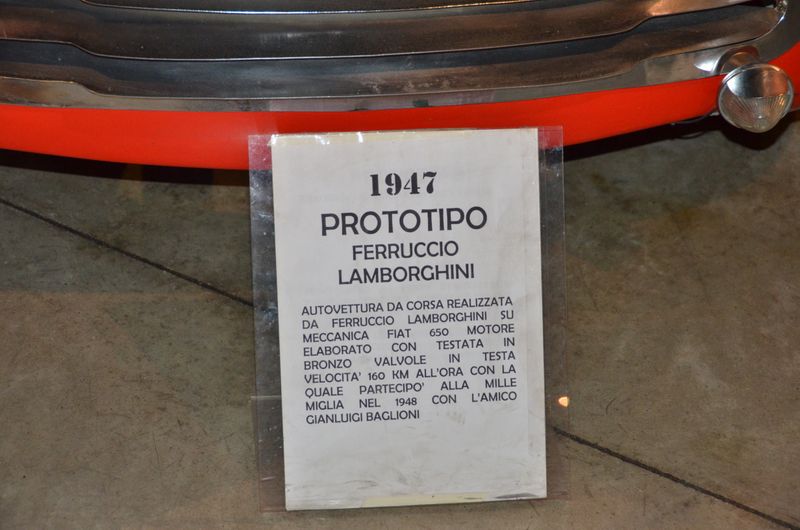 1947
PROTOTIPO
FERRUCCIO
LAMBORGHINI
AUTOVETTURA DA CORSA REALIZZATA
DA FERRUCCIO LAMBORGHINI SU
MECCANICA FIAT 650 MOTORE
ELABORATO CON TESTATA IN
BRONZO VALVOLE IN TESTA
VELOCITA' 160 KM ALL'ORA CON LA
QUALE PARTECIPO' ALLA MILLE
MIGLIA NEL 1948 CON L'AMICO
GIANLUIGI BAGLIONI